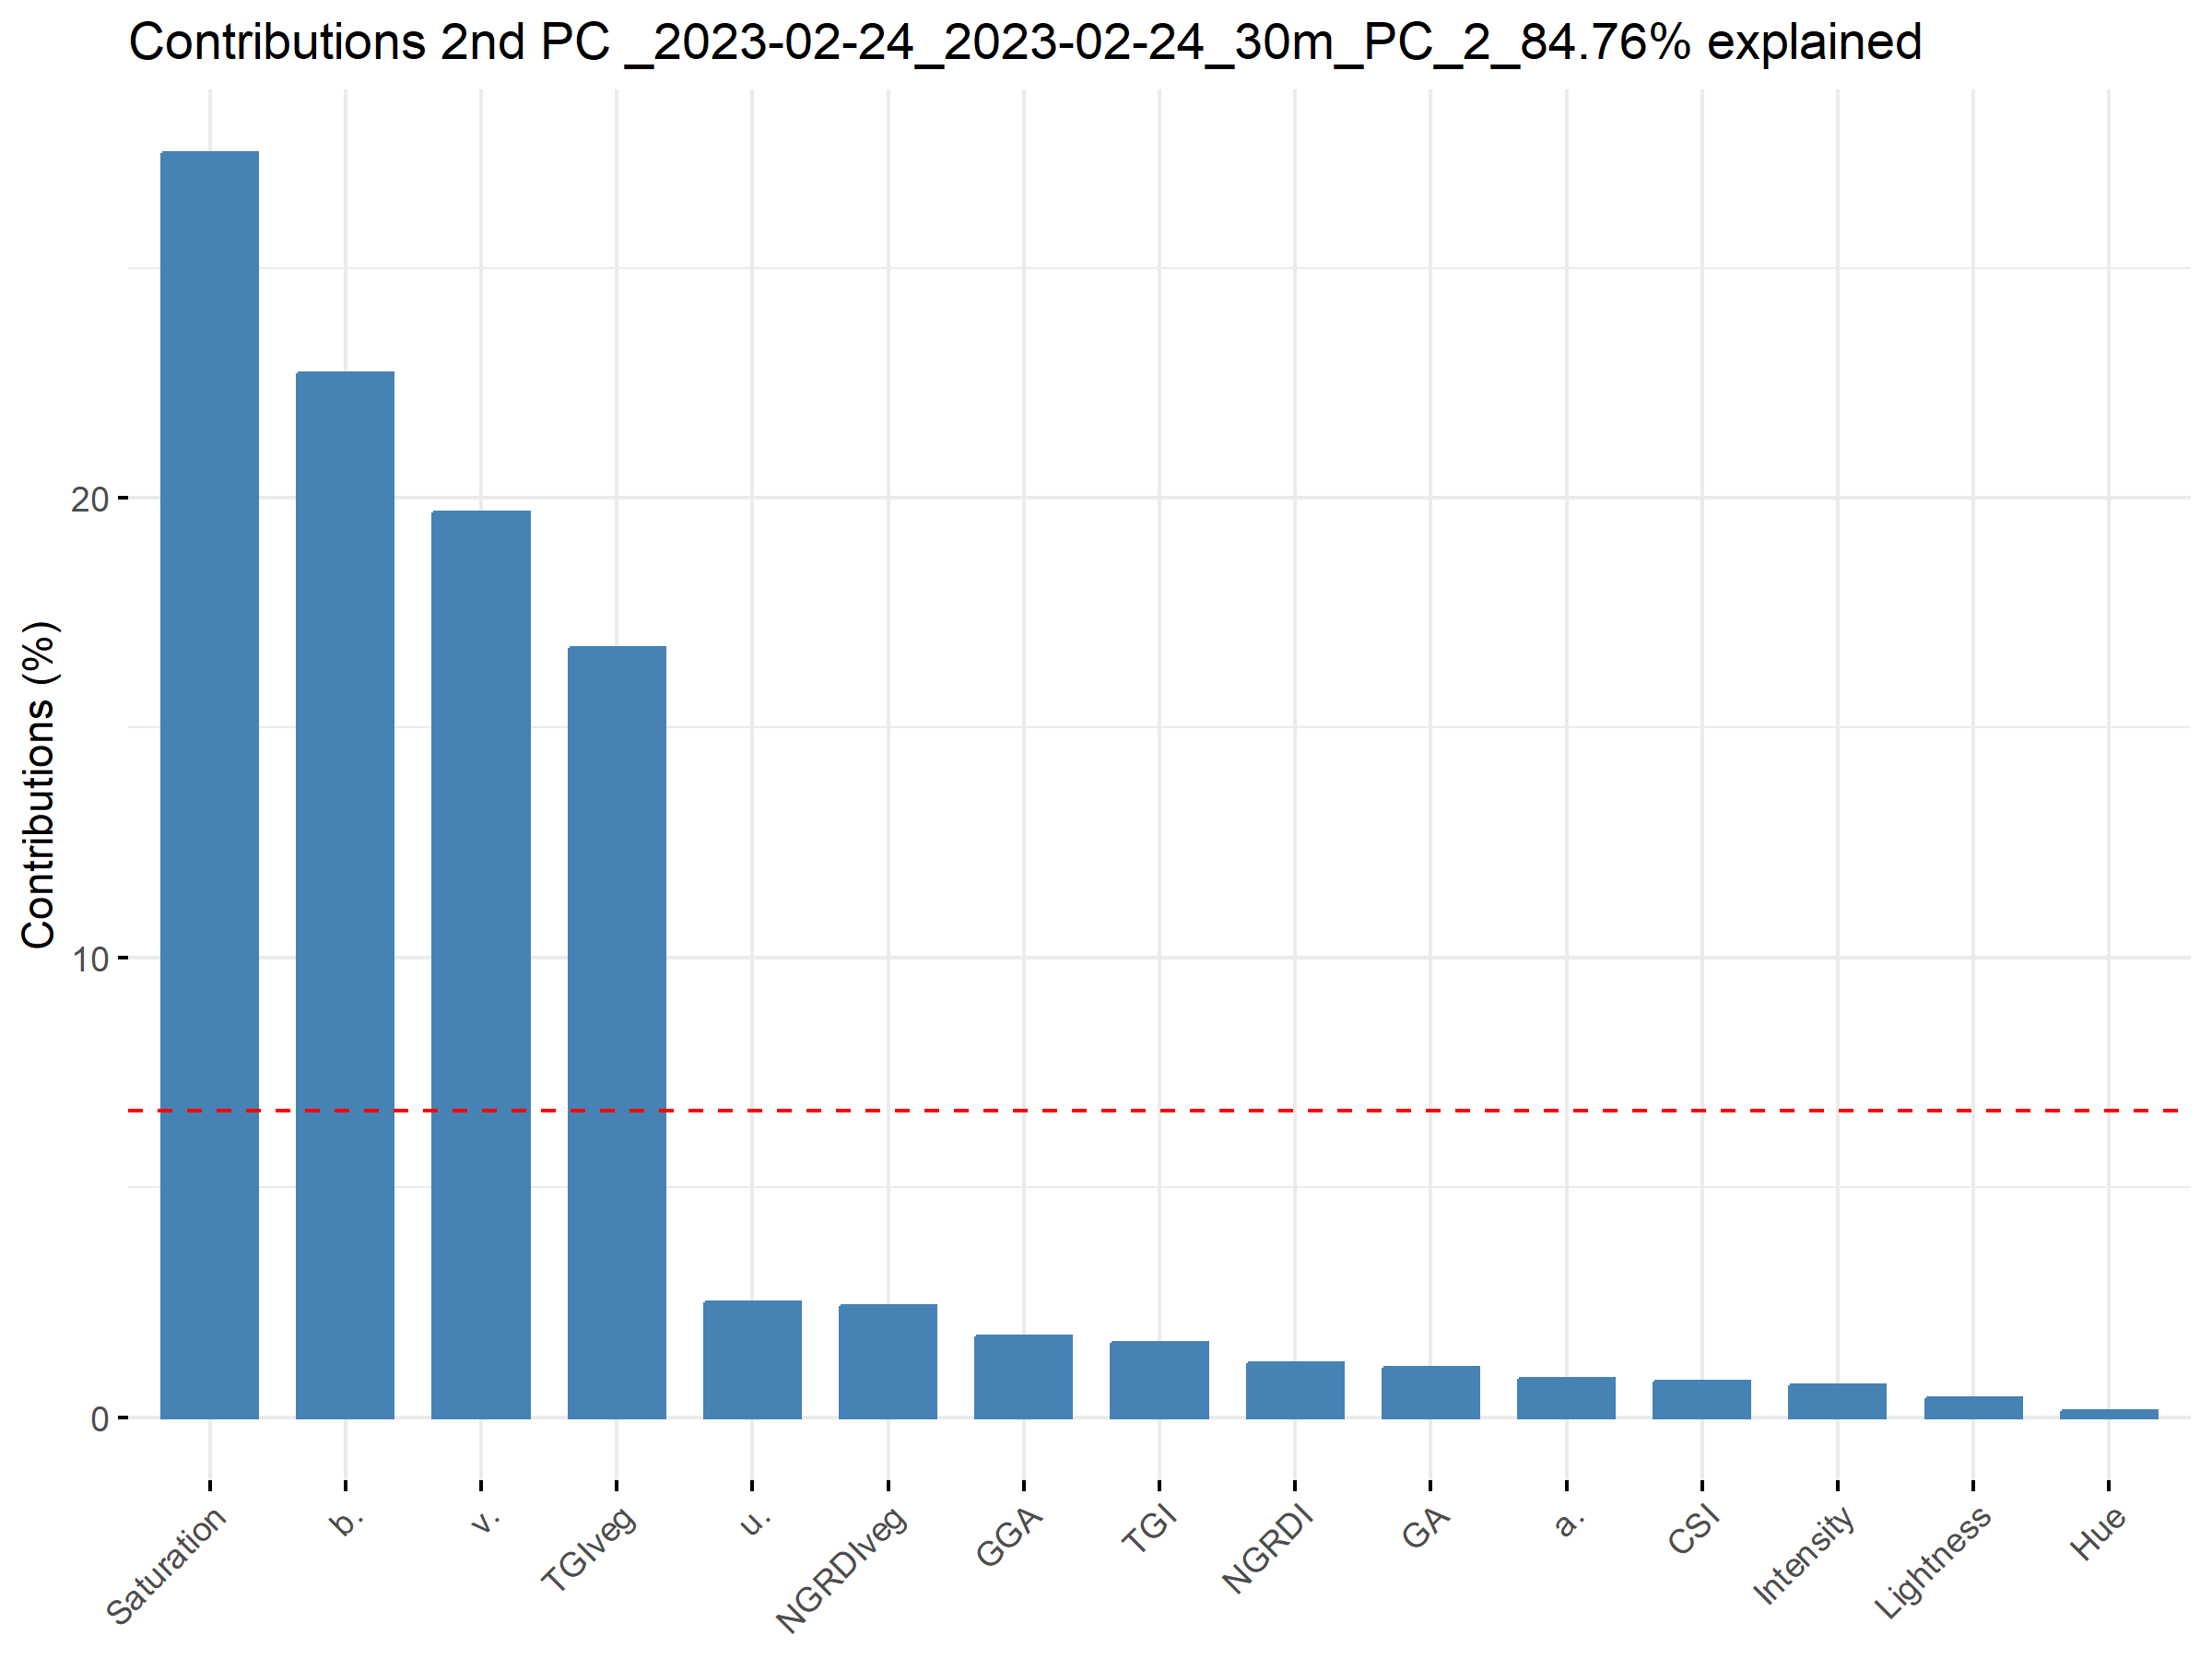 Contributions 2nd PC _2023-02-24_2023-02-24_30m_PC_2_84.76% explained
Contributions (%)
20
10
0
Saturation
b.
v.
TGIveg
u.
NGRDIveg
GGA
TGI
NGRDI
GA
a.
CSI
Intensity
Lightness
Hue